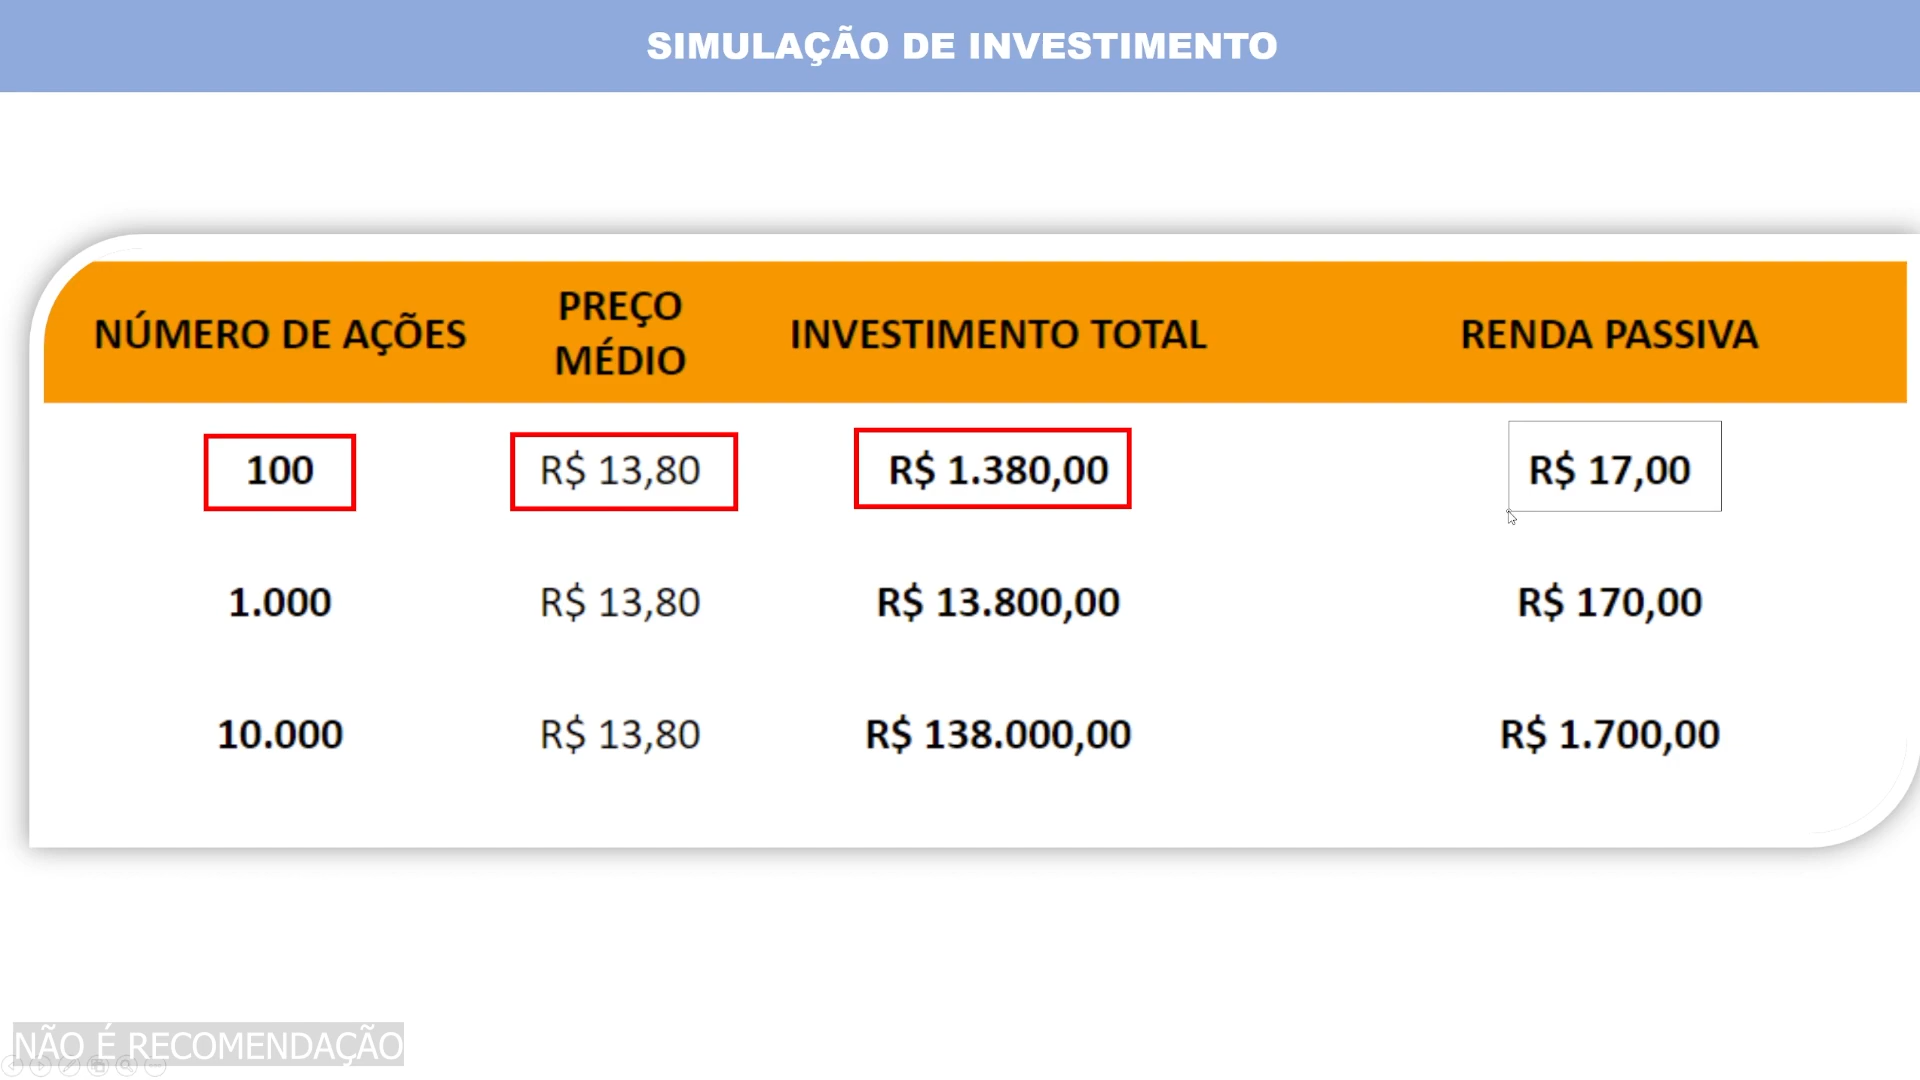 SIMULAÇÃO DE INVESTIMENTO
NÚMERO DE AÇÕES PREÇO MÉDIO INVESTIMENTO TOTAL RENDA PASSIVA
100 R$ 13,80 R$ 1.380,00 R$ 17,00
1.000 R$ 13,80 R$ 13.800,00 R$ 170,00
10.000 R$ 13,80 R$ 138.000,00 R$ 1.700,00
NÃO É RECOMENDAÇÃO